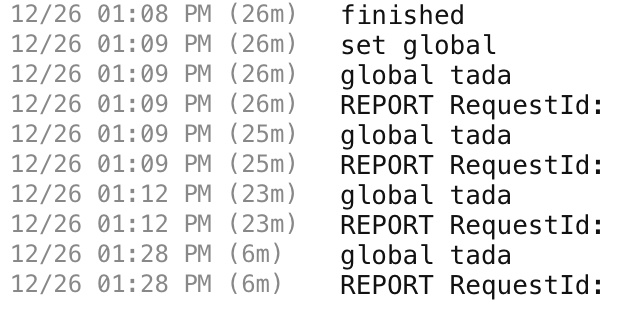 12/26 01:08 PM (26m) finished
12/26 01:09 PM (26m) set global
12/26 01:09 PM (26m) global tada
12/26 01:09 PM (26m) REPORT RequestId:
12/26 01:09 PM (25m) global tada
12/26 01:09 PM (25m) REPORT RequestId:
12/26 01:12 PM (23m) global tada
12/26 01:12 PM (23m) REPORT RequestId:
12/26 01:28 PM (6m) global tada
12/26 01:28 PM (6m) REPORT RequestId: